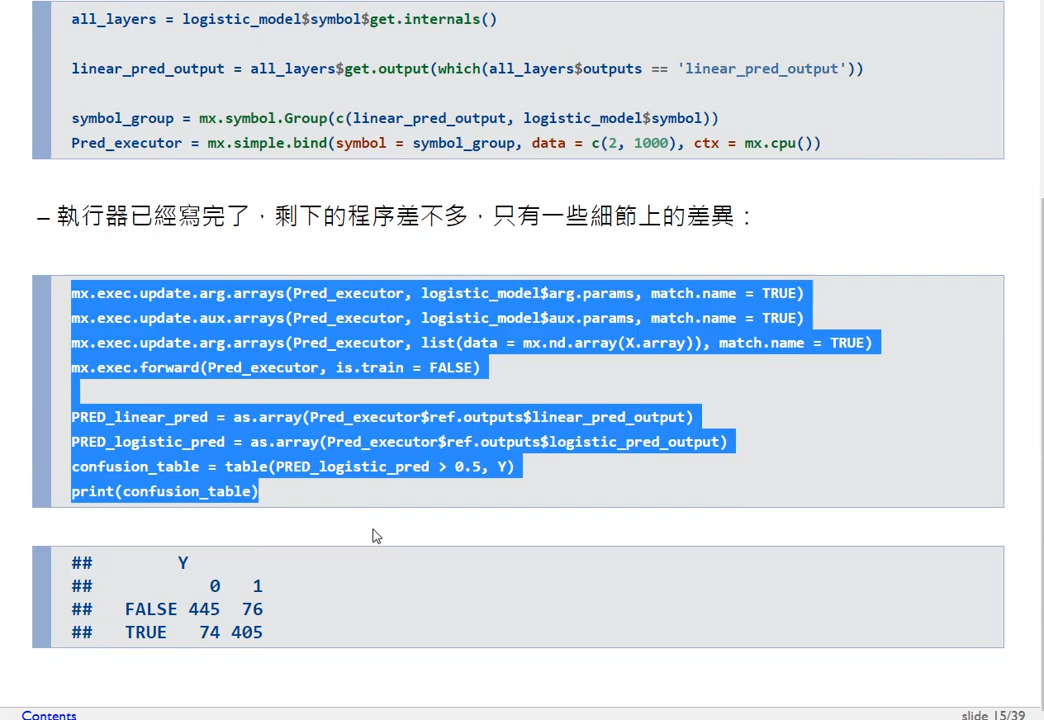 all_layers = logistic_model$symbol$get.internals()
linear_pred_output = all_layers$get.output(which(all_layers$outputs == 'linear_pred_output'))
symbol_group = mx.symbol.Group(c(linear_pred_output, logistic_model$symbol))
Pred_executor = mx.simple.bind(symbol = symbol_group, data = c(2, 1000), ctx = mx.cpu())
– 執行器已經寫完了，剩下的程序差不多，只有一些細節上的差異：
mx.exec.update.arg.arrays(Pred_executor, logistic_model$arg.params, match.name = TRUE)
mx.exec.update.aux.arrays(Pred_executor, logistic_model$aux.params, match.name = TRUE)
mx.exec.update.arg.arrays(Pred_executor, list(data = mx.nd.array(X.array)), match.name = TRUE)
mx.exec.forward(Pred_executor, is.train = FALSE)
PRED_linear_pred = as.array(Pred_executor$ref.outputs$linear_pred_output)
PRED_logistic_pred = as.array(Pred_executor$ref.outputs$logistic_pred_output)
confusion_table = table(PRED_logistic_pred > 0.5, Y)
print(confusion_table)
## Y
## 0 1
## FALSE 445 76
## TRUE 74 405
Contents
slide 15/39